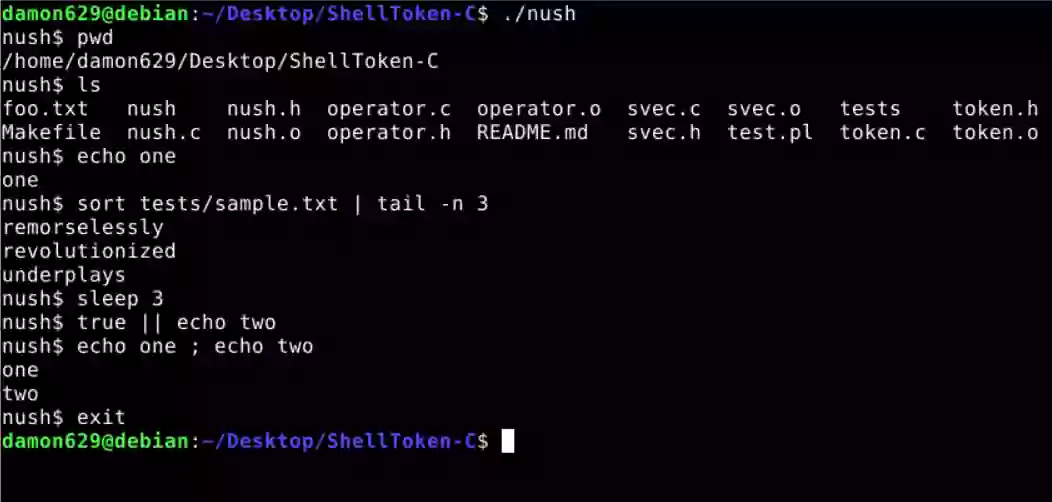 damon629@debian:~/Desktop/ShellToken-C$ ./nush
nush$ pwd
/home/damon629/Desktop/ShellToken-C
nush$ ls
foo.txt   nush     nush.h  operator.c  operator.o  svec.c  svec.o   tests    token.h
Makefile  nush.c  nush.o  operator.h  README.md   svec.h  test.pl  token.c  token.o
nush$ echo one
one
nush$ sort tests/sample.txt | tail -n 3
remorselessly
revolutionized
underplays
nush$ sleep 3
nush$ true || echo two
nush$ echo one ; echo two
one
two
nush$ exit
damon629@debian:~/Desktop/ShellToken-C$